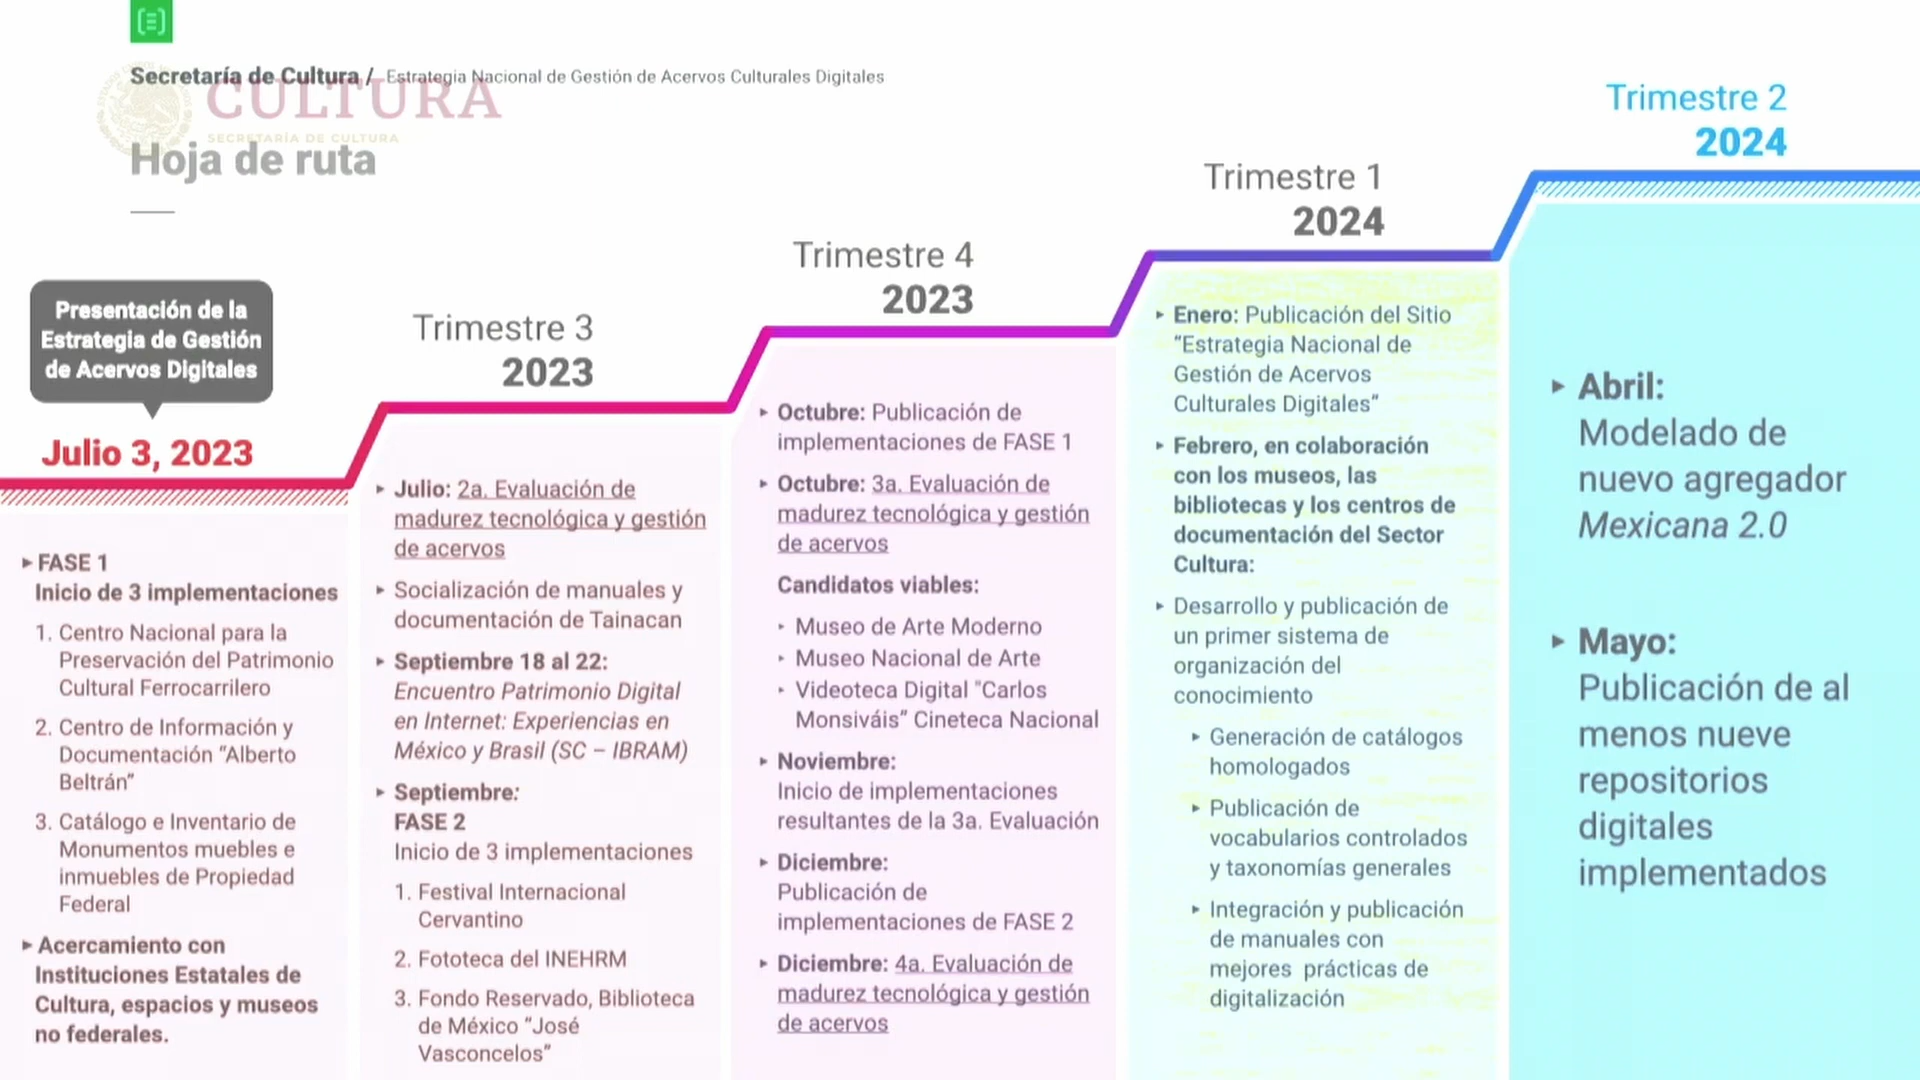 Secretaría de Cultura / Estrategia Nacional de Gestión de Acervos Culturales Digitales
CULTURA
SECRETARÍA DE CULTURA
Hoja de ruta
Presentación de la
Estrategia de Gestión
de Acervos Digitales
Julio 3, 2023
▸ FASE 1
Inicio de 3 implementaciones
1. Centro Nacional para la
Preservación del Patrimonio
Cultural Ferrocarrilero
2. Centro de Información y
Documentación “Alberto
Beltrán”
3. Catálogo e Inventario de
Monumentos muebles e
inmuebles de Propiedad
Federal
▸ Acercamiento con
Instituciones Estatales de
Cultura, espacios y museos
no federales.
Trimestre 3
2023
▸ Julio: 2a. Evaluación de
madurez tecnológica y gestión
de acervos
▸ Socialización de manuales y
documentación de Tainacan
▸ Septiembre 18 al 22:
Encuentro Patrimonio Digital
en Internet: Experiencias en
México y Brasil (SC – IBRAM)
▸ Septiembre:
FASE 2
Inicio de 3 implementaciones
1. Festival Internacional
Cervantino
2. Fototeca del INEHRM
3. Fondo Reservado, Biblioteca
de México “José
Vasconcelos”
Trimestre 4
2023
▸ Octubre: Publicación de
implementaciones de FASE 1
▸ Octubre: 3a. Evaluación de
madurez tecnológica y gestión
de acervos
Candidatos viables:
▸ Museo de Arte Moderno
▸ Museo Nacional de Arte
▸ Videoteca Digital "Carlos
Monsiváis” Cineteca Nacional
▸ Noviembre:
Inicio de implementaciones
resultantes de la 3a. Evaluación
▸ Diciembre:
Publicación de
implementaciones de FASE 2
▸ Diciembre: 4a. Evaluación de
madurez tecnológica y gestión
de acervos
Trimestre 1
2024
▸ Enero: Publicación del Sitio
“Estrategia Nacional de
Gestión de Acervos
Culturales Digitales”
▸ Febrero, en colaboración
con los museos, las
bibliotecas y los centros de
documentación del Sector
Cultura:
▸ Desarrollo y publicación de
un primer sistema de
organización del
conocimiento
▸ Generación de catálogos
homologados
▸ Publicación de
vocabularios controlados
y taxonomías generales
▸ Integración y publicación
de manuales con
mejores prácticas de
digitalización
Trimestre 2
2024
▸ Abril:
Modelado de
nuevo agregador
Mexicana 2.0
▸ Mayo:
Publicación de al
menos nueve
repositorios
digitales
implementados